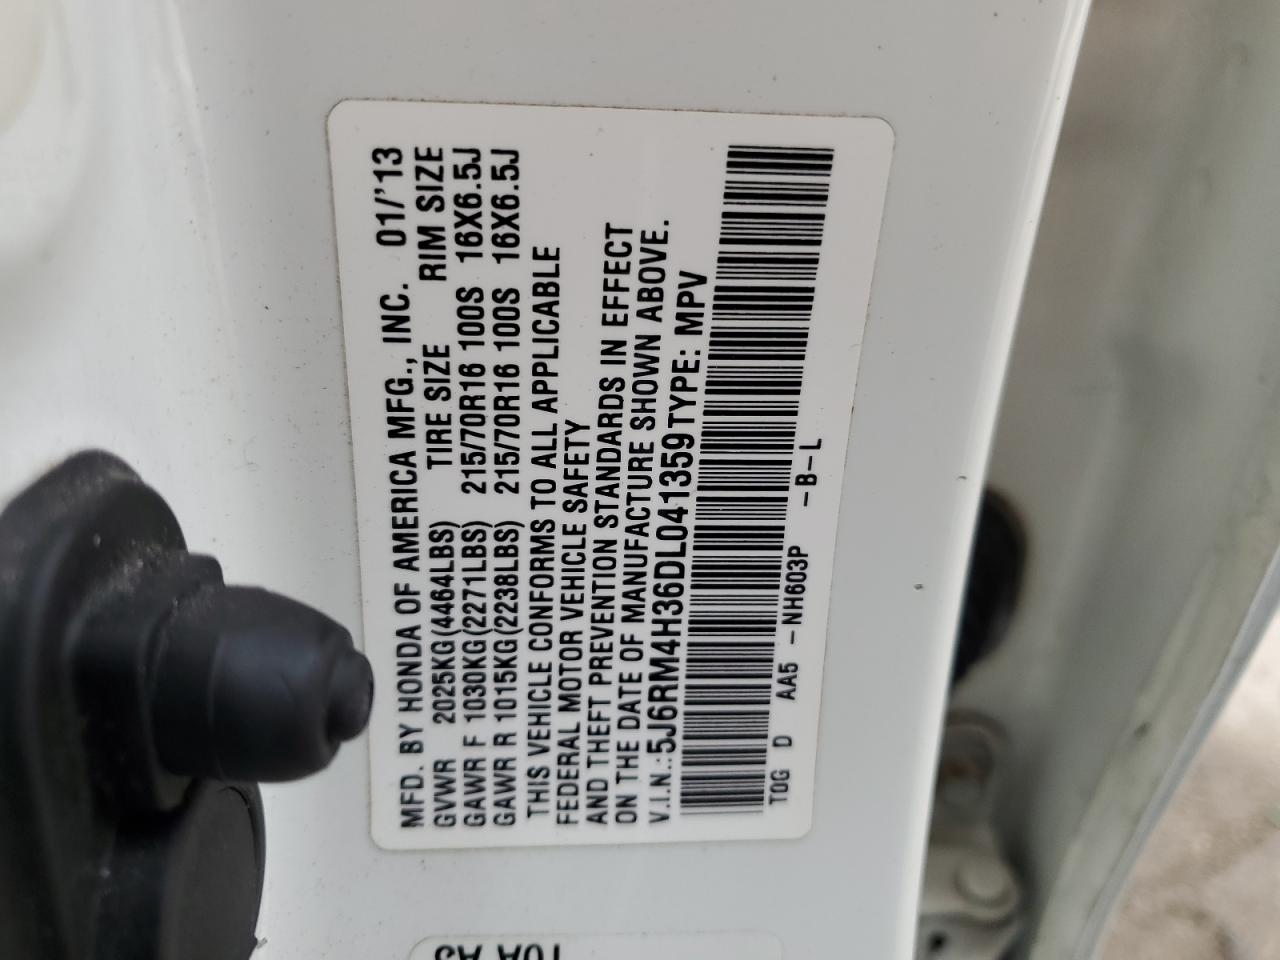 MFD. BY HONDA OF AMERICA MFG., INC. 01/'13
GVWR 2025KG(4464LBS) TIRE SIZE RIM SIZE
GAWR F 1030KG(2271LBS) 215/70R16 100S 16X6.5J
GAWR R 1015KG(2238LBS) 215/70R16 100S 16X6.5J
THIS VEHICLE CONFORMS TO ALL APPLICABLE
FEDERAL MOTOR VEHICLE SAFETY
AND THEFT PREVENTION STANDARDS IN EFFECT
ON THE DATE OF MANUFACTURE SHOWN ABOVE.
V.I.N.:5J6RM4H36DL041359 TYPE: MPV
TOG D AA5 -NH603P -B-L